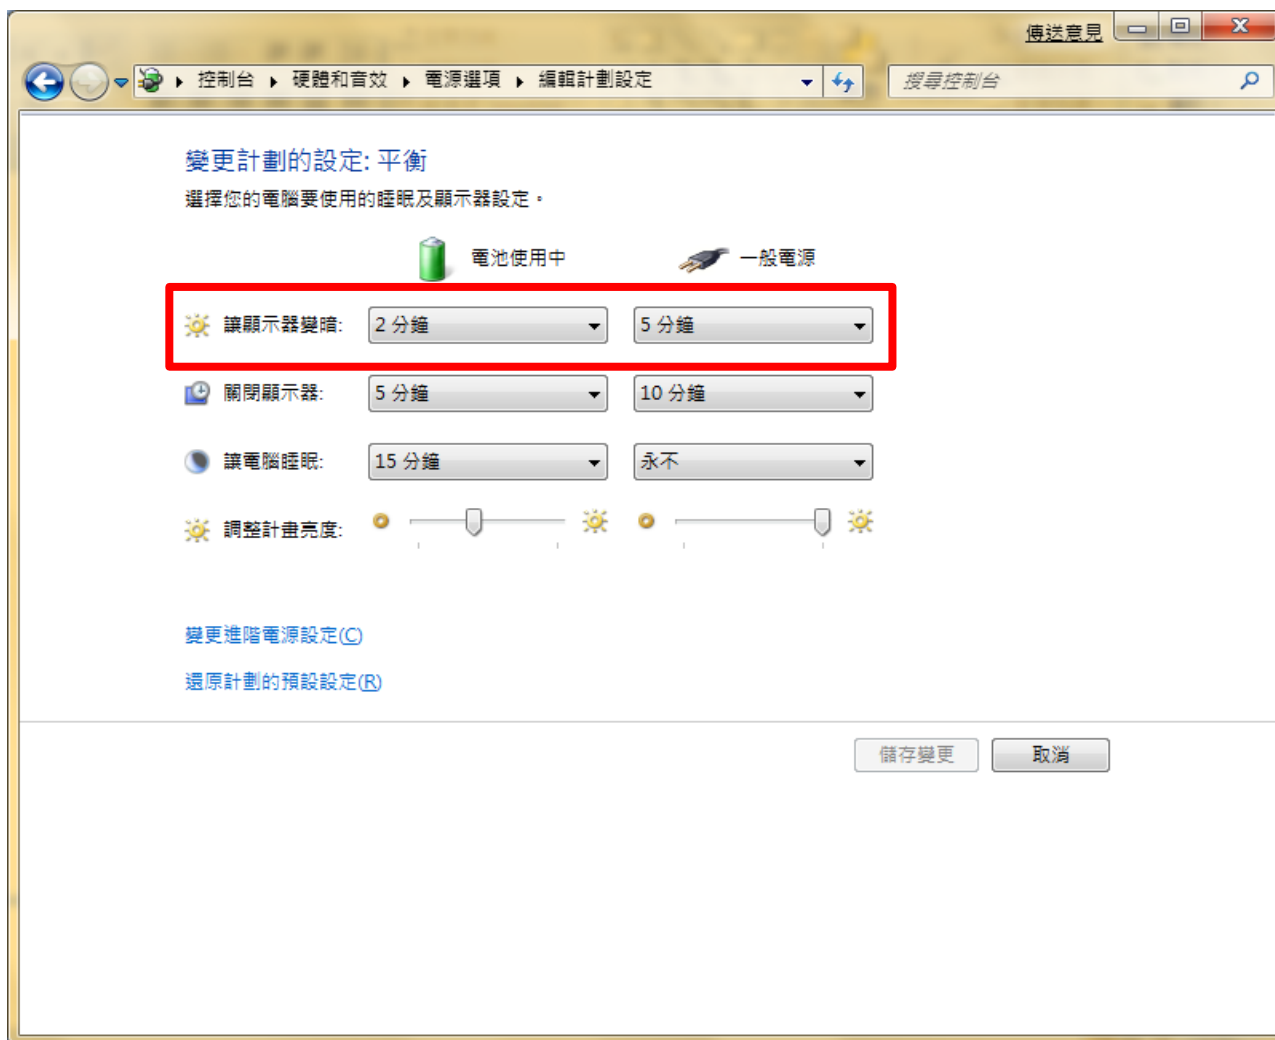 傳送意見
控制台 硬體和音效 電源選項 編輯計劃設定 搜尋控制台
變更計劃的設定: 平衡
選擇您的電腦要使用的睡眠及顯示器設定。
電池使用中 一般電源
讓顯示器變暗: 2 分鐘 5 分鐘
關閉顯示器: 5 分鐘 10 分鐘
讓電腦睡眠: 15 分鐘 永不
調整計畫亮度:
變更進階電源設定(C)
還原計劃的預設設定(R)
儲存變更 取消